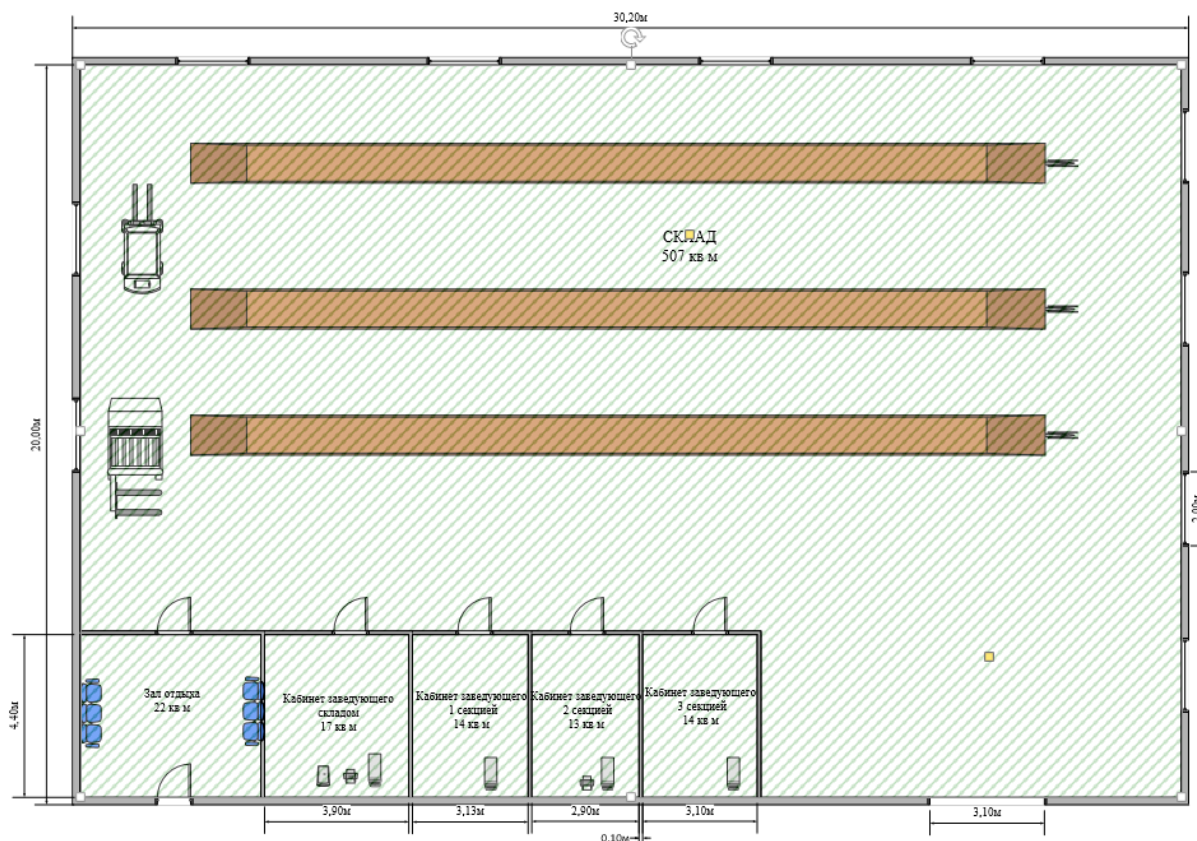 30,20м
СКЛАД
507 кв м
20,00м
2,00м
4,40м
Зал отдыха
22 кв м
Кабинет заведующего
складом
17 кв м
Кабинет заведующего
1 секцией
14 кв м
Кабинет заведующего
2 секцией
13 кв м
Кабинет заведующего
3 секцией
14 кв м
3,90м
3,13м
2,90м
3,10м
3,10м
0,10м